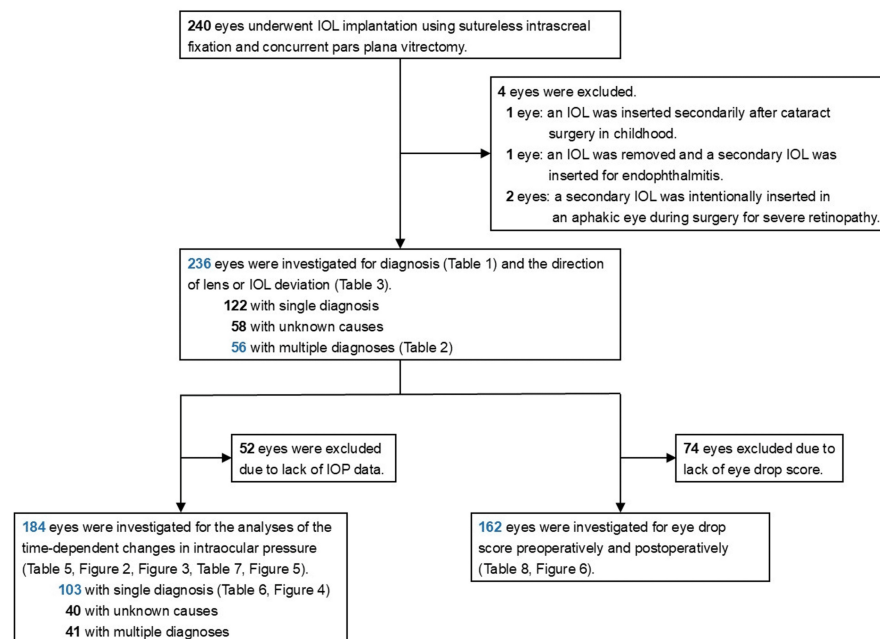 240 eyes underwent IOL implantation using sutureless intrascreal
fixation and concurrent pars plana vitrectomy.
4 eyes were excluded.
1 eye: an IOL was inserted secondarily after cataract
surgery in childhood.
1 eye: an IOL was removed and a secondary IOL was
inserted for endophthalmitis.
2 eyes: a secondary IOL was intentionally inserted in
an aphakic eye during surgery for severe retinopathy.
236 eyes were investigated for diagnosis (Table 1) and the direction
of lens or IOL deviation (Table 3).
122 with single diagnosis
58 with unknown causes
56 with multiple diagnoses (Table 2)
52 eyes were excluded
due to lack of IOP data.
74 eyes excluded due to
lack of eye drop score.
184 eyes were investigated for the analyses of the
time-dependent changes in intraocular pressure
(Table 5, Figure 2, Figure 3, Table 7, Figure 5).
103 with single diagnosis (Table 6, Figure 4)
40 with unknown causes
41 with multiple diagnoses
162 eyes were investigated for eye drop
score preoperatively and postoperatively
(Table 8, Figure 6).